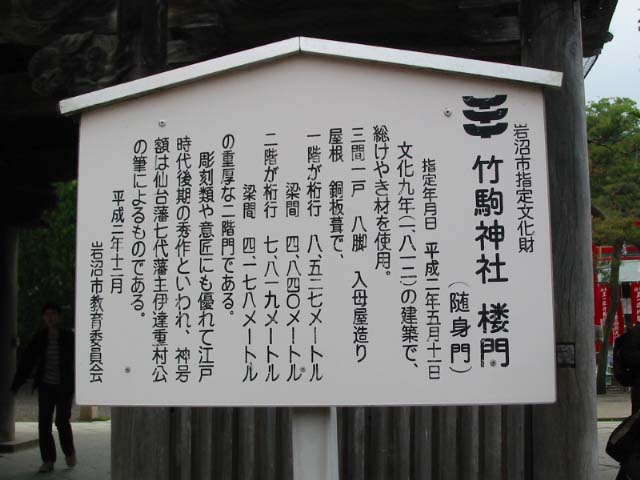 岩沼市指定文化財
竹駒神社 楼門
(随身門)
指定年月日 平成二年五月十一日
文化九年(一、八一二)の建築で、
総けやき材を使用。
三間一戸 八脚 入母屋造り
屋根 銅板葺で、
一階が桁行 八、五二七メートル
梁間 四、八四〇メートル
二階が桁行 七、八一九メートル
梁間 四、一七八メートル
の重厚な二階門である。
彫刻類や意匠にも優れて江戸
時代後期の秀作といわれ、神号
額は仙台藩七代藩主伊達重村公
の筆によるものである。
平成二年十二月
岩沼市教育委員会